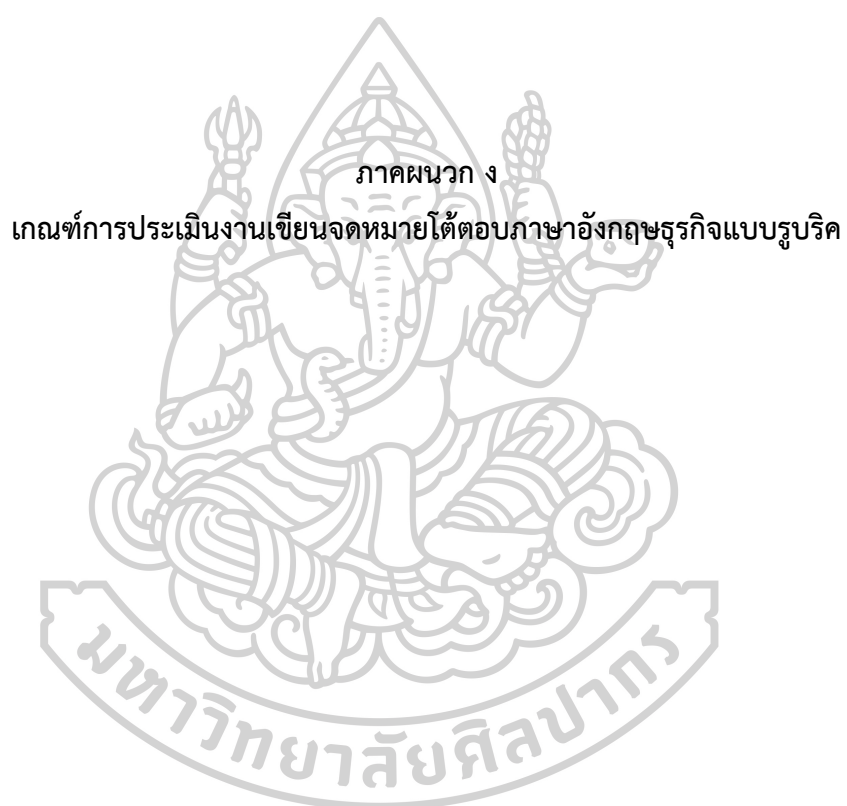 ภาคผนวก ง
เกณฑ์การประเมินงานเขียนจดหมายโต้ตอบภาษาอังกฤษธุรกิจแบบรูบริค
มหาวิทยาลัยศิลปากร